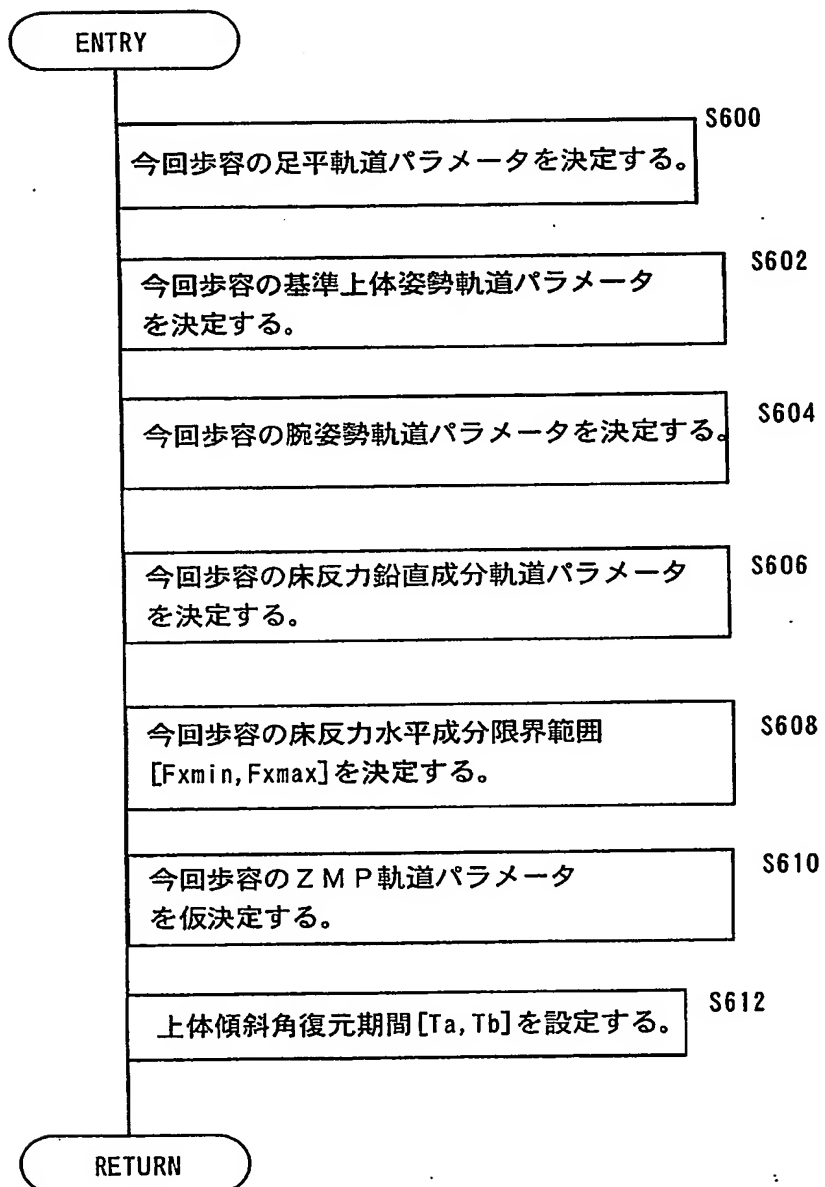 ENTRY
S600
今回歩容の足平軌道パラメータを決定する。
S602
今回歩容の基準上体姿勢軌道パラメータ
を決定する。
S604
今回歩容の腕姿勢軌道パラメータを決定する。
S606
今回歩容の床反力鉛直成分軌道パラメータ
を決定する。
S608
今回歩容の床反力水平成分限界範囲
[Fxmin,Fxmax]を決定する。
S610
今回歩容のZMP軌道パラメータ
を仮決定する。
S612
上体傾斜角復元期間[Ta,Tb]を設定する。
RETURN